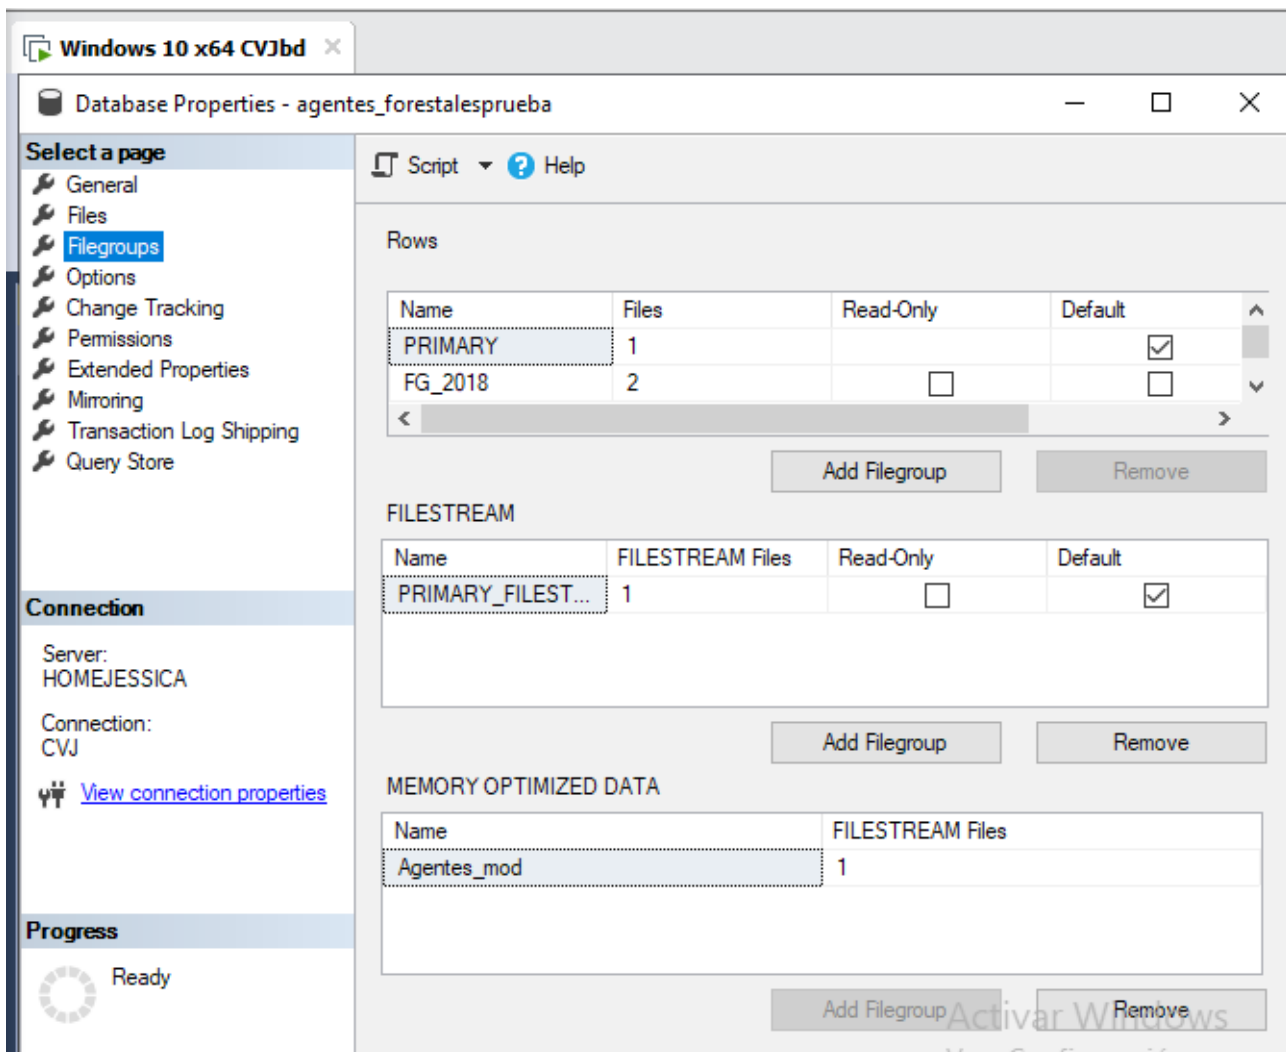 Windows 10 x64 CVJbd
Database Properties - agentes_forestalesprueba
Select a page
General
Files
Filegroups
Options
Change Tracking
Permissions
Extended Properties
Mirroring
Transaction Log Shipping
Query Store
Connection
Server:
HOMEJESSICA
Connection:
CVJ
View connection properties
Progress
Ready
Script
Help
Rows
Name Files Read-Only Default
PRIMARY 1
FG_2018 2
Add Filegroup Remove
FILESTREAM
Name FILESTREAM Files Read-Only Default
PRIMARY_FILEST... 1
Add Filegroup Remove
MEMORY OPTIMIZED DATA
Name FILESTREAM Files
Agentes_mod 1
Add Filegroup Remove
Activar Windows